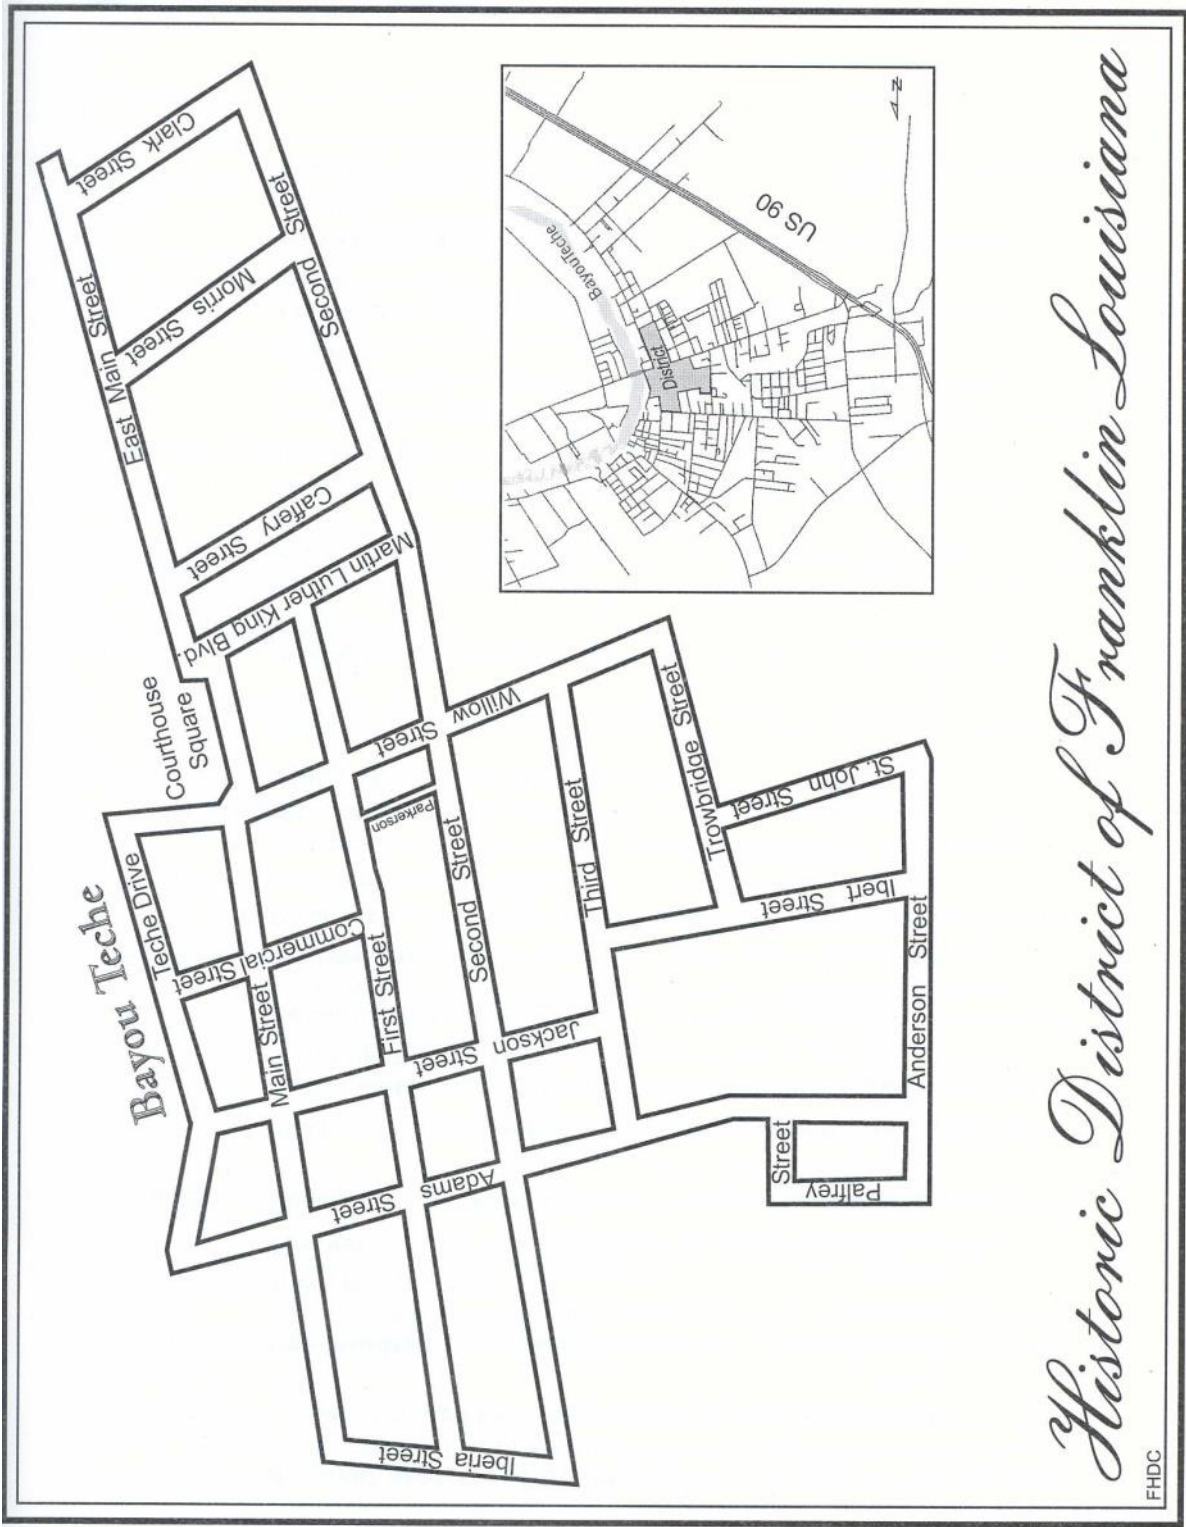 Bayou Teche
Courthouse
Square
Teche Drive
East Main Street
Clark Street
Morris Street
Second Street
Caffery Street
Martin Luther King Blvd.
Willow Street
Parkerson
Commercial Street
Main Street
First Street
Second Street
Third Street
Trowbridge Street
St. John Street
Ibert Street
Anderson Street
Jackson Street
Adams Street
Palfrey Street
Iberia Street
Bayou Teche
District
US 90
N
Historic District of Franklin Louisiana
FHDC